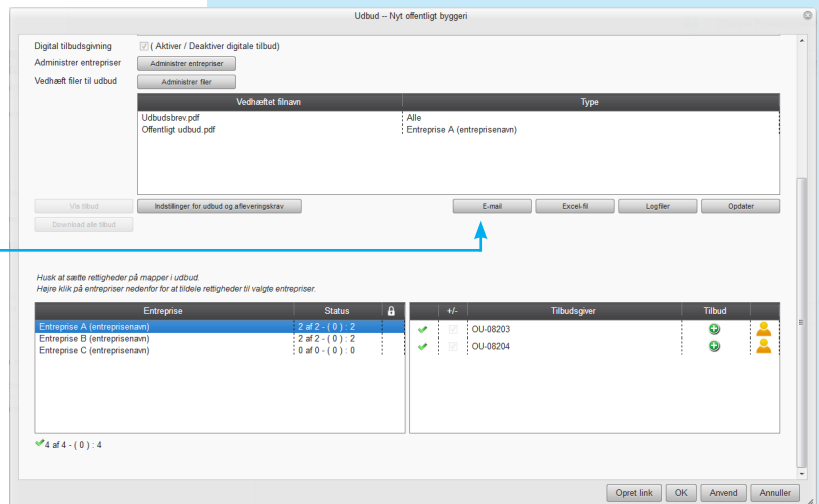 Udbud -- Nyt offentligt byggeri
Digital tilbudsgivning ( Aktiver / Deaktiver digitale tilbud)
Administrer entrepriser Administrer entrepriser
Vedhæft filer til udbud Administrer filer
Vedhæftet filnavn Type
Udbudsbrev.pdf Alle
Offentligt udbud.pdf Entreprise A (entreprisenavn)
Vis tilbud Indstillinger for udbud og afleveringskrav E-mail Excel-fil Logfiler Opdater
Download alle tilbud
Husk at sætte rettigheder på mapper i udbud.
Højre klik på entrepriser nedenfor for at tildele rettigheder til valgte entrepriser.
Entreprise Status +/- Tilbudsgiver Tilbud
Entreprise A (entreprisenavn) 2 af 2 - ( 0 ) : 2 OU-08203
Entreprise B (entreprisenavn) 2 af 2 - ( 0 ) : 2 OU-08204
Entreprise C (entreprisenavn) 0 af 0 - ( 0 ) : 0
4 af 4 - ( 0 ) : 4
Opret link OK Anvend Annuller